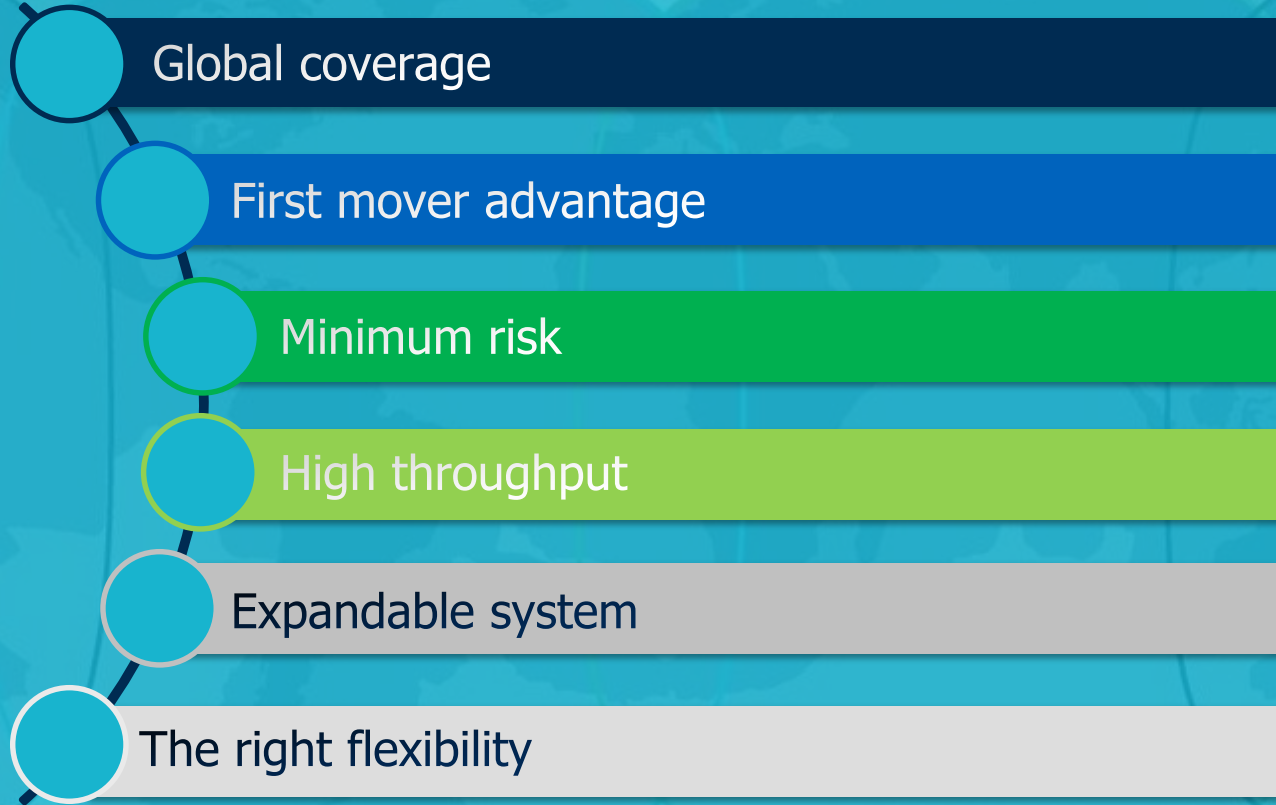 Global coverage
First mover advantage
Minimum risk
High throughput
Expandable system
The right flexibility